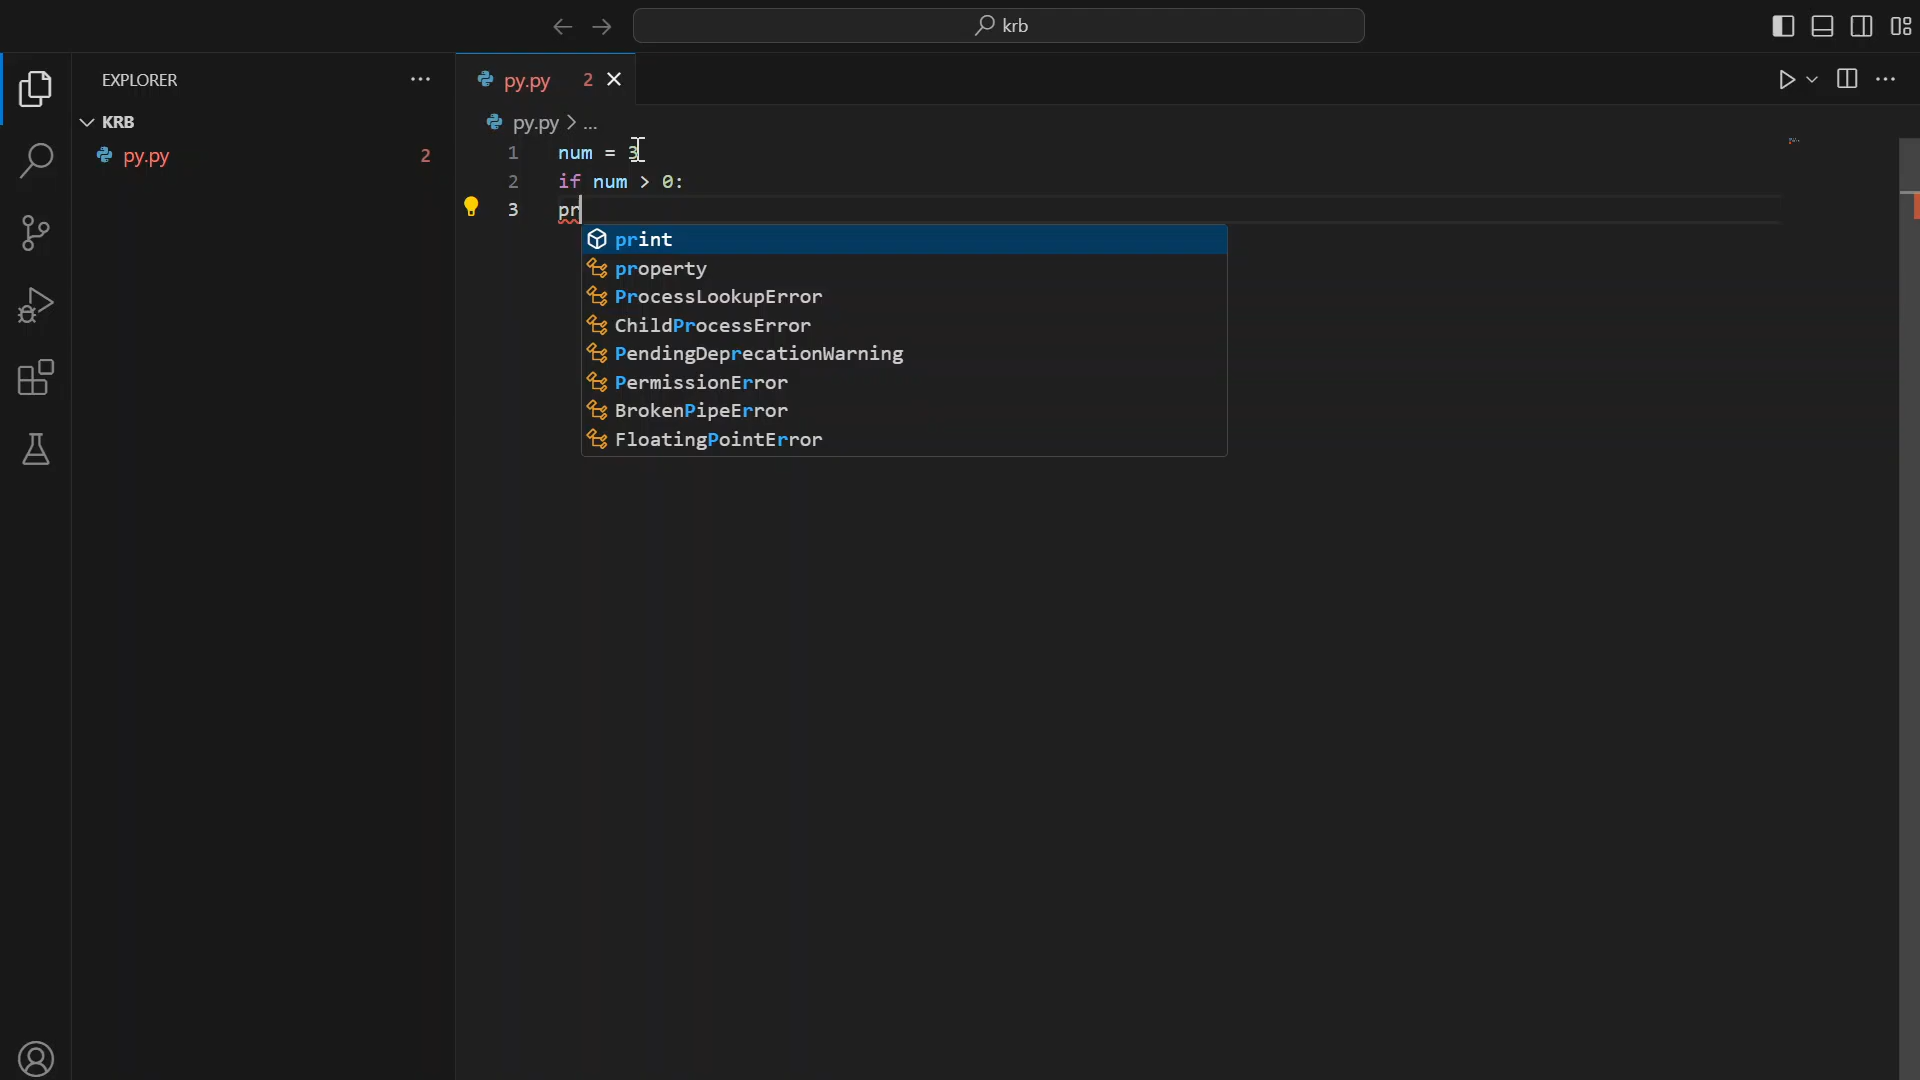 krb
EXPLORER
KRB
py.py 2
py.py 2
py.py > ...
1 num = 3
2 if num > 0:
3 pr
print
property
ProcessLookupError
ChildProcessError
PendingDeprecationWarning
PermissionError
BrokenPipeError
FloatingPointError